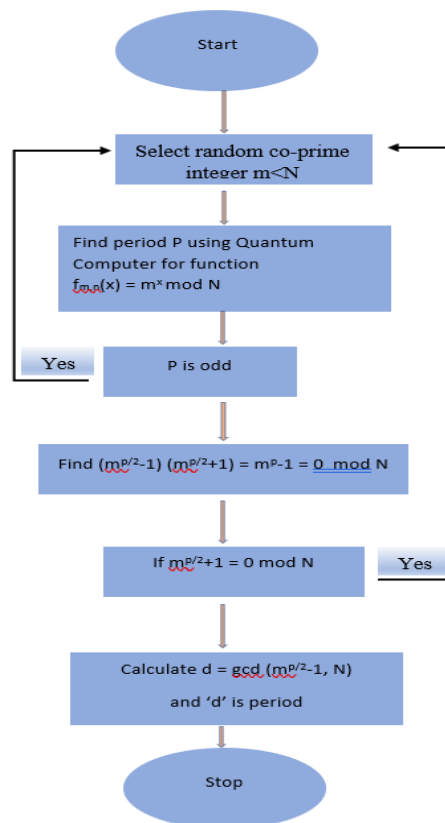 Start
Select random co-prime
integer m<N
Find period P using Quantum
Computer for function
fm,n(x) = mˣ mod N
Yes
P is odd
Find (mᵖ/²-1) (mᵖ/²+1) = mᵖ-1 = 0 mod N
If mᵖ/²+1 = 0 mod N
Yes
Calculate d = gcd (mᵖ/²-1, N)
and ‘d’ is period
Stop